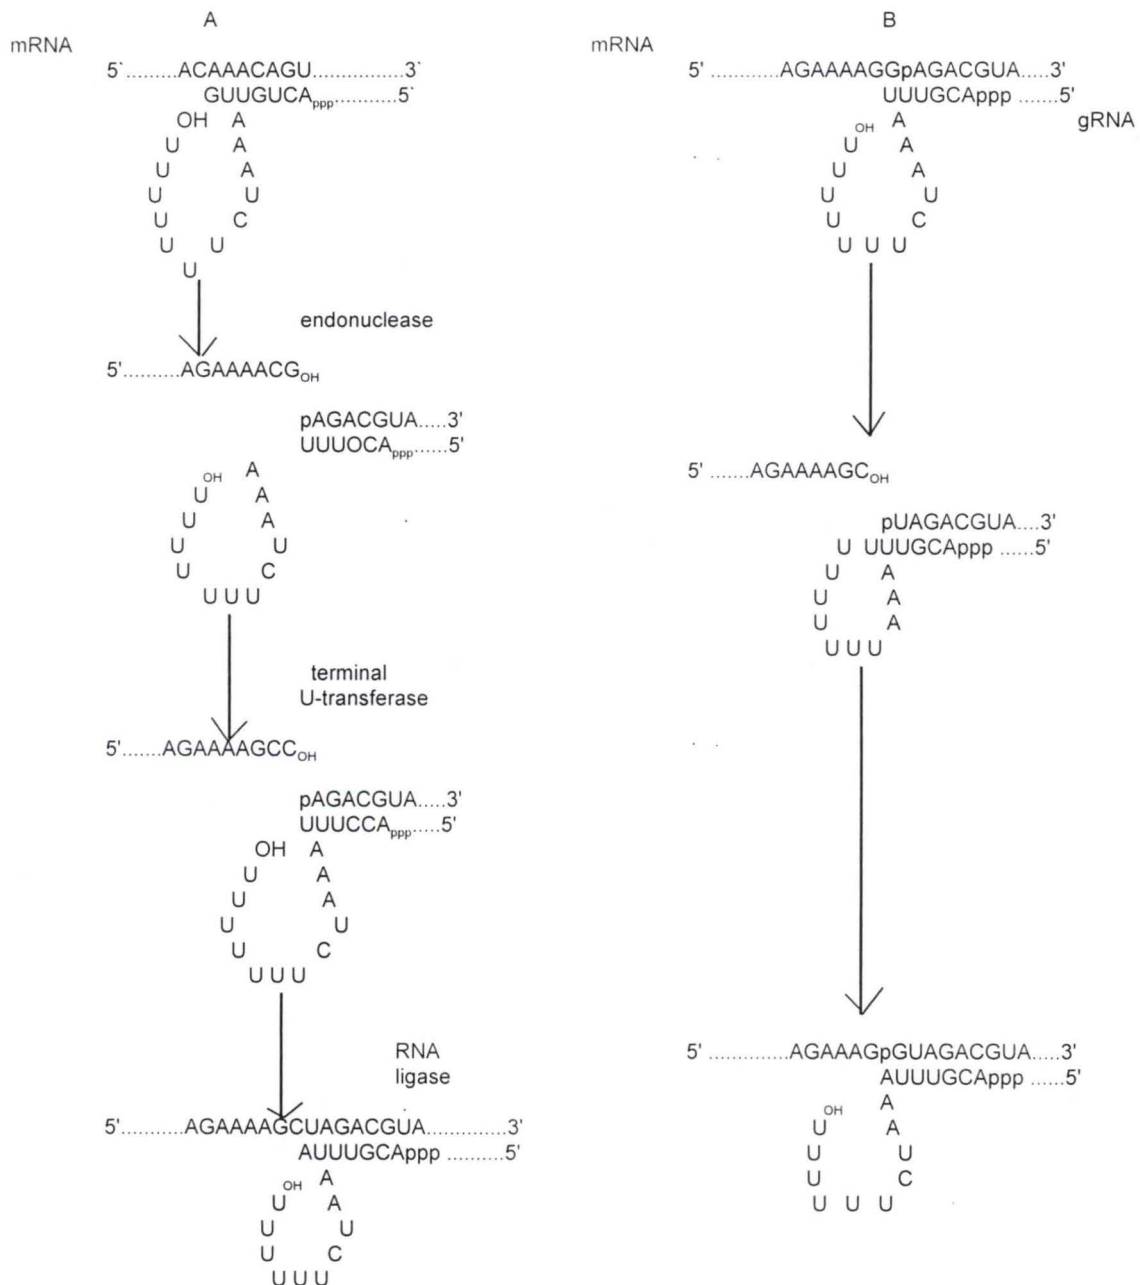 A
mRNA
5`.........ACAAACAGU...............3`
GUUGUCAppp...........5`
OH A
U A
U A
U U
U C
U U
U
endonuclease
5'..........AGAAAACGOH
pAGACGUA.....3'
UUUOCAppp......5'
OH A
U A
U A
U U
U C
U U U
terminal
U-transferase
5'.......AGAAAAGCCOH
pAGACGUA.....3'
UUUCCAppp.....5'
OH A
U A
U A
U U
U C
U U U
RNA
ligase
5'..........AGAAAAGCUAGACGUA.............3'
AUUUGCAppp ..........5'
A
OH
U A
U U
U C
U U U
B
mRNA
5' ............AGAAAAGGpAGACGUA.....3'
UUUGCAppp .......5'
gRNA
A
OH
U A
U A
U U
U C
U U U
5' .......AGAAAAGCOH
pUAGACGUA....3'
U UUUGCAppp ......5'
U A
U A
U A
U U U
5' ..............AGAAAGpGUAGACGUA.....3'
AUUUGCAppp ......5'
A
OH
U A
U U
U C
U U U